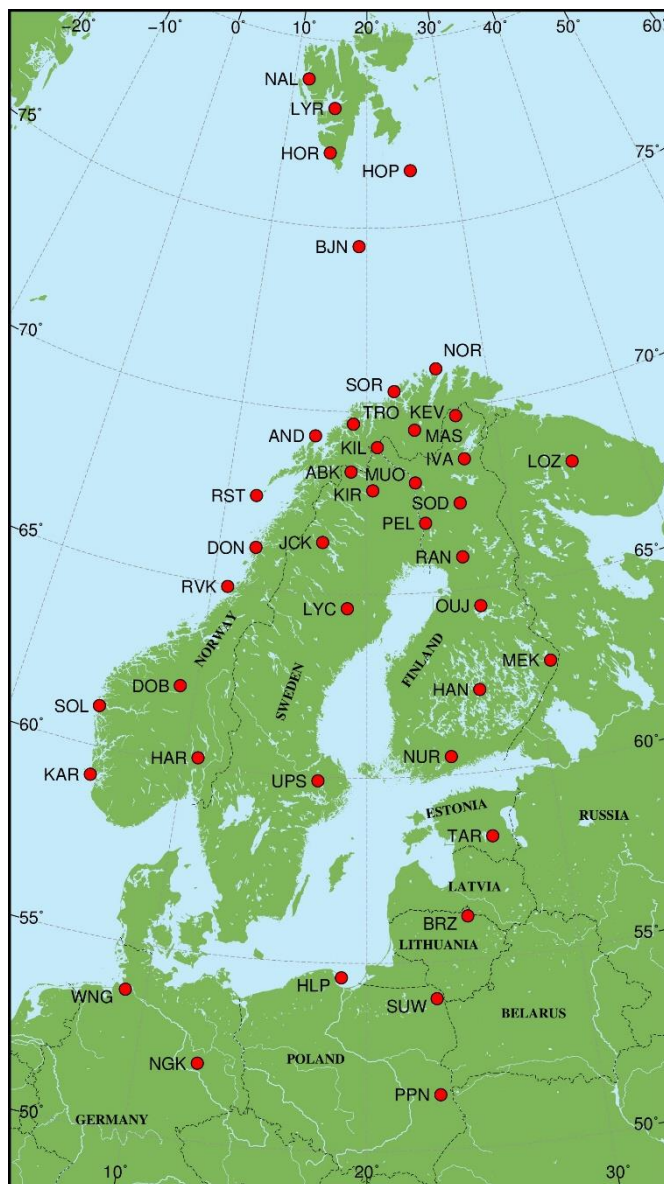 −20° −10° 0° 10° 20° 30° 40° 50° 60°
NAL
75°
LYR
75°
HOR
HOP
BJN
70°
NOR
70°
SOR
TRO
KEV
AND
MAS
KIL
IVA
LOZ
ABK
MUO
RST
KIR
SOD
65°
PEL
DON
JCK
65°
RAN
RVK
LYC
OUJ
NORWAY
FINLAND
MEK
SWEDEN
DOB
HAN
SOL
60°
60°
HAR
NUR
KAR
UPS
ESTONIA
RUSSIA
TAR
LATVIA
55°
BRZ
55°
LITHUANIA
HLP
WNG
SUW
BELARUS
NGK
POLAND
PPN
50°
GERMANY
50°
10° 20° 30°